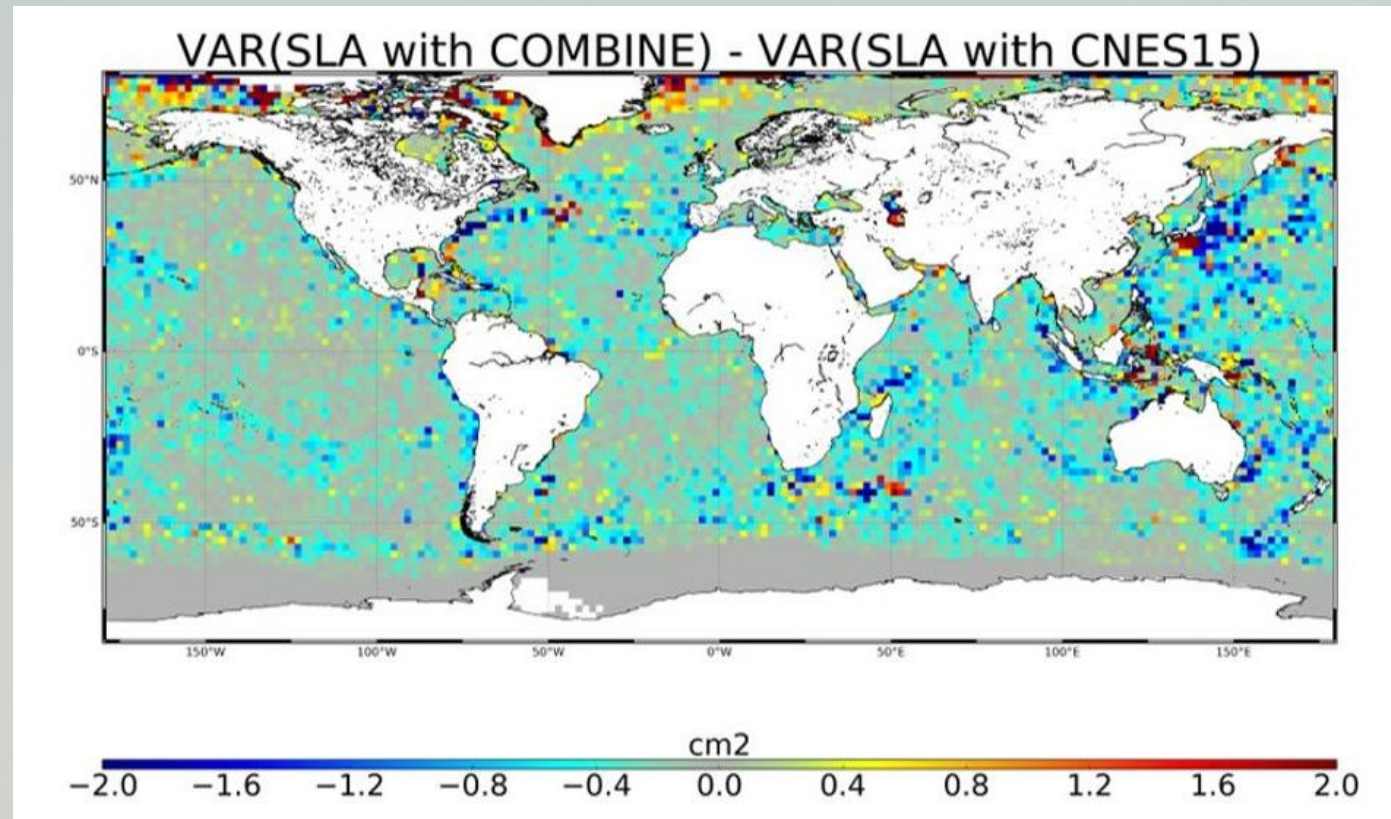 VAR(SLA with COMBINE) - VAR(SLA with CNES15)
50°N
0°S
50°S
150°W 100°W 50°W 0°W 50°E 100°E 150°E
cm2
−2.0 −1.6 −1.2 −0.8 −0.4 0.0 0.4 0.8 1.2 1.6 2.0